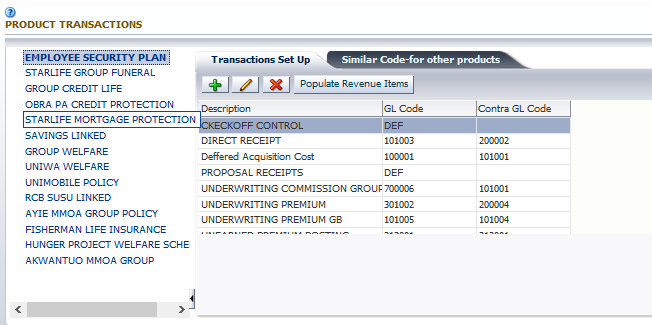 PRODUCT TRANSACTIONS
EMPLOYEE SECURITY PLAN
STARLIFE GROUP FUNERAL
GROUP CREDIT LIFE
OBRA PA CREDIT PROTECTION
STARLIFE MORTGAGE PROTECTION
SAVINGS LINKED
GROUP WELFARE
UNIWA WELFARE
UNIMOBILE POLICY
RCB SUSU LINKED
AYIE MMOA GROUP POLICY
FISHERMAN LIFE INSURANCE
HUNGER PROJECT WELFARE SCHE
AKWANTUO MMOA GROUP
Transactions Set Up Similar Code-for other products
Populate Revenue Items
Description GL Code Contra GL Code
CKECKOFF CONTROL DEF
DIRECT RECEIPT 101003 200002
Deffered Acquisition Cost 100001 101001
PROPOSAL RECEIPTS DEF
UNDERWRITING COMMISSION GROUP 700006 101001
UNDERWRITING PREMIUM 301002 200004
UNDERWRITING PREMIUM GB 101005 101004
UNEARNED PREMIUM POSTING